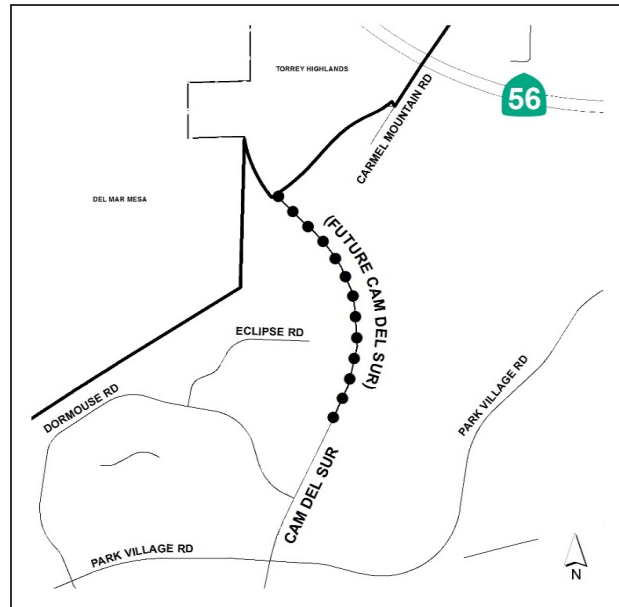 TORREY HIGHLANDS
56
CARMEL MOUNTAIN RD
DEL MAR MESA
(FUTURE CAM DEL SUR)
ECLIPSE RD
DORMOUSE RD
PARK VILLAGE RD
CAM DEL SUR
PARK VILLAGE RD
N